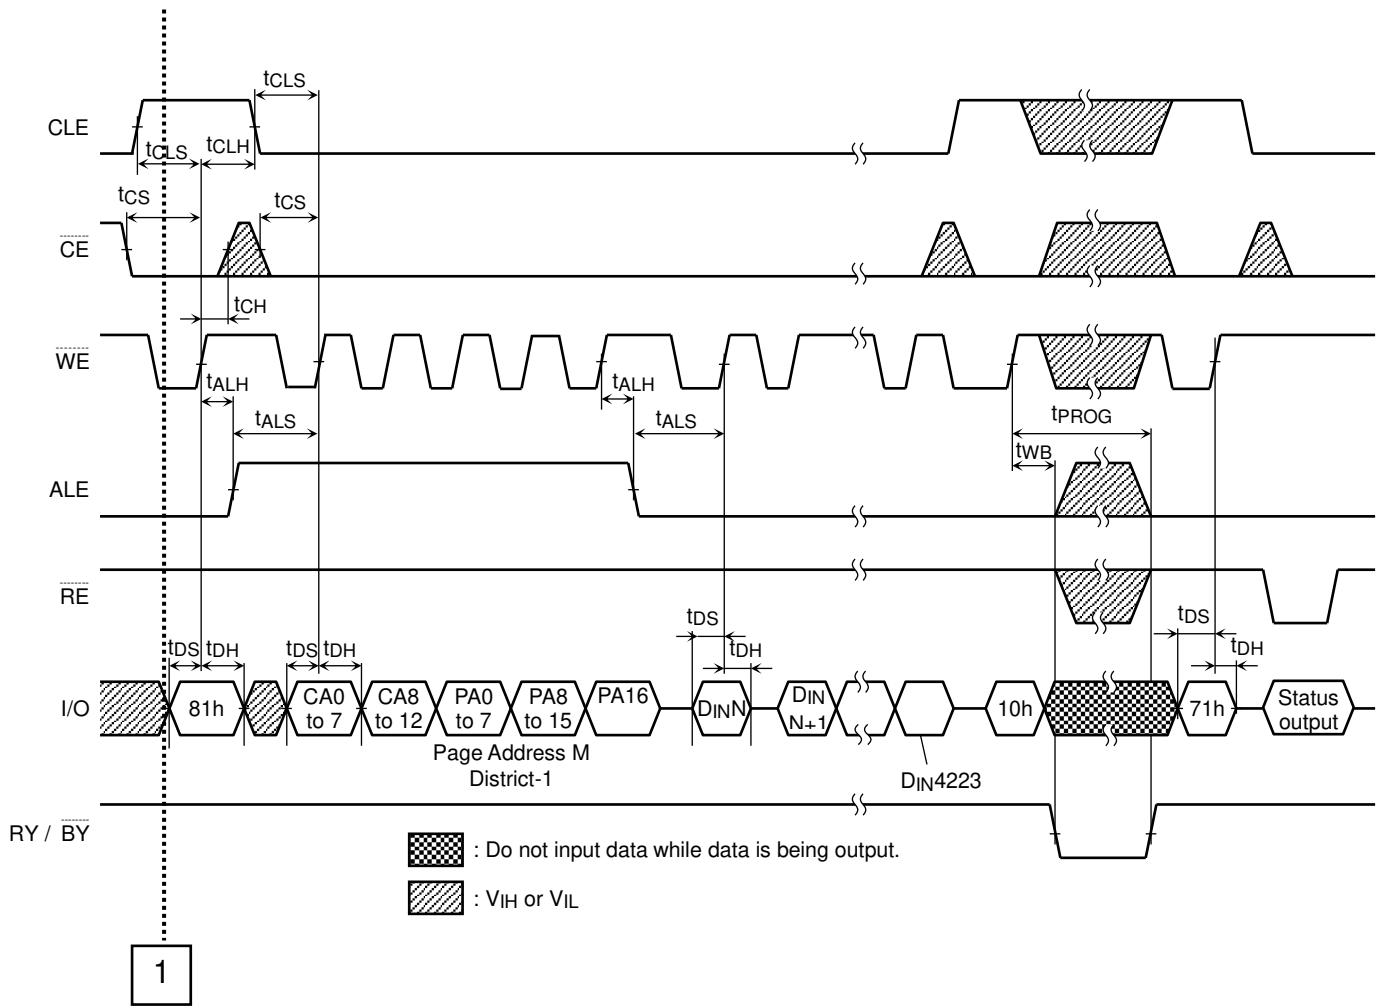 tCLS
CLE
tCLS tCLH
tCS tCS
CE
tCH
WE
tALH tALH
tALS tALS tPROG
tWB
ALE
RE
tDS tDS
tDS tDH tDS tDH tDH tDH
I/O 81h CA0 to 7 CA8 to 12 PA0 to 7 PA8 to 15 PA16 DINN DIN N+1 10h 71h Status output
Page Address M
District-1
DIN4223
RY / BY
: Do not input data while data is being output.
: VIH or VIL
1